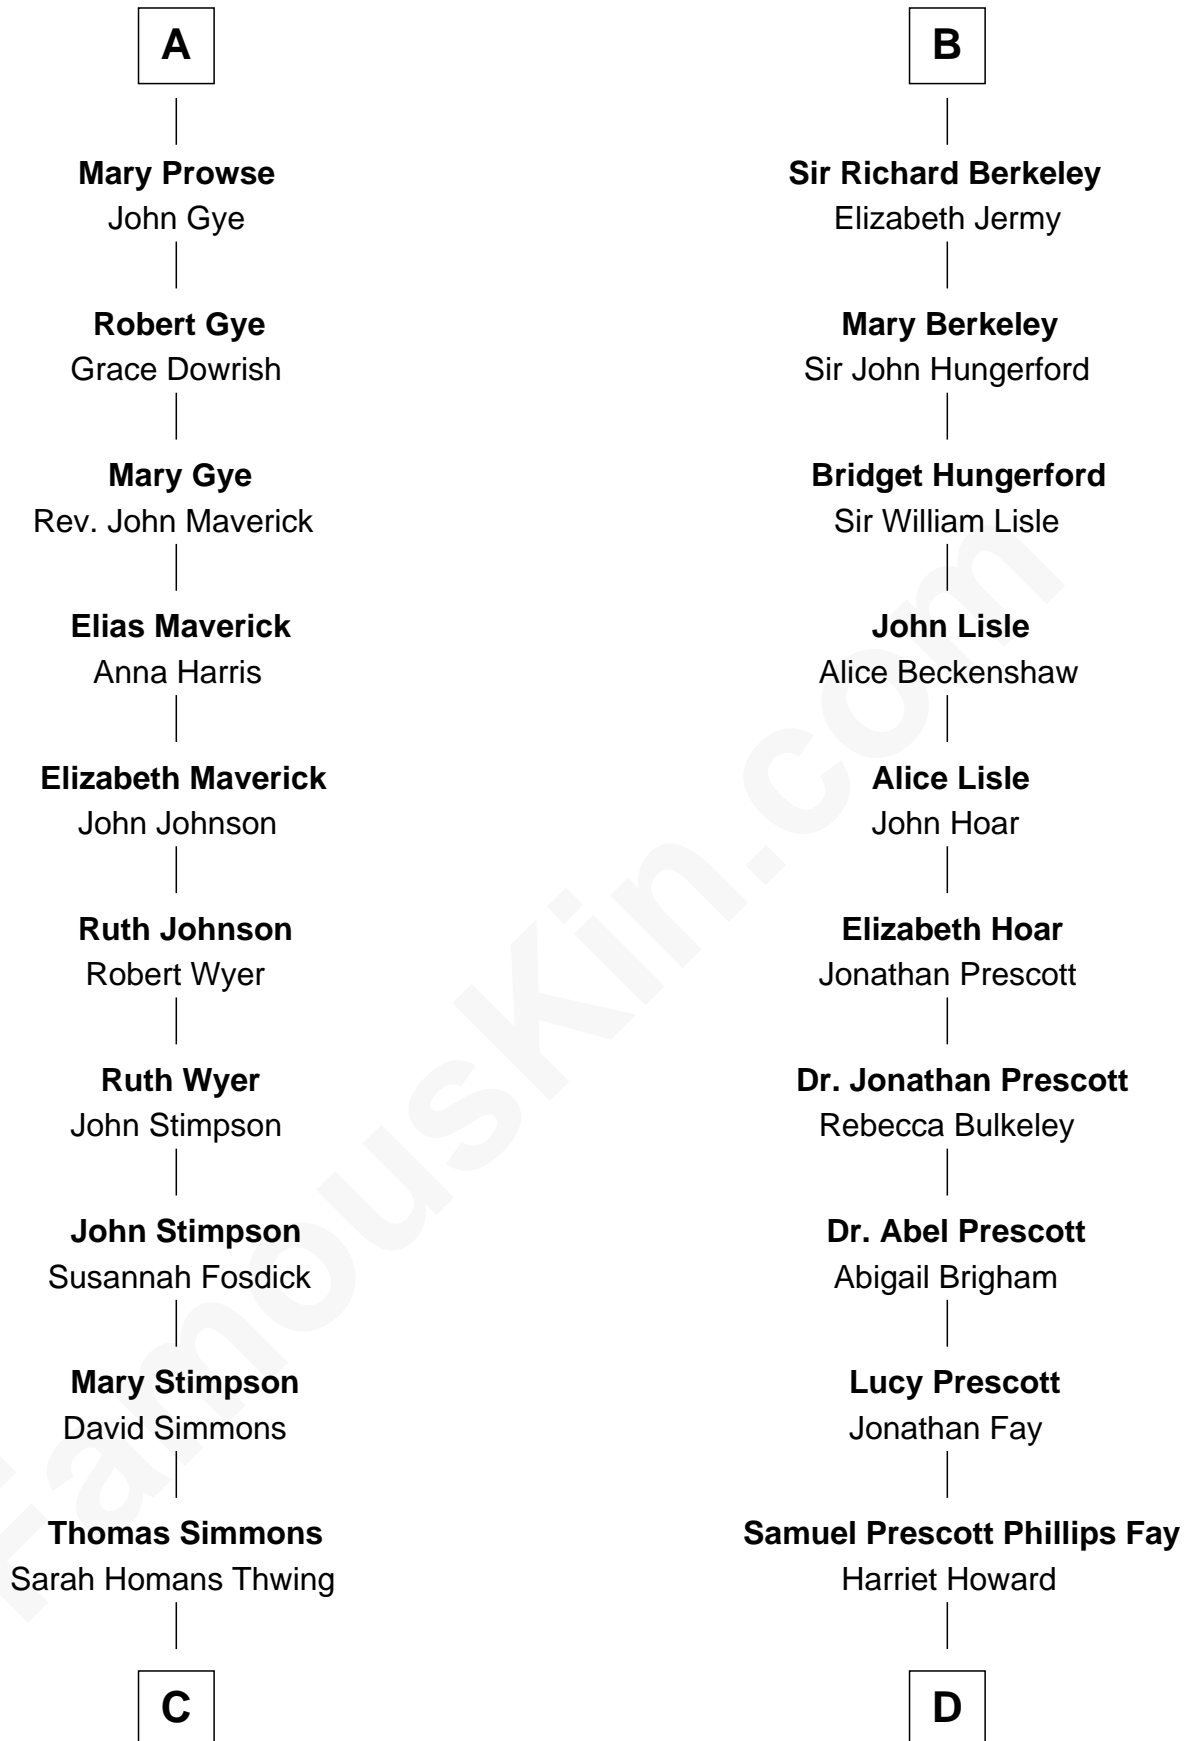 A
Mary Prowse
John Gye
Robert Gye
Grace Dowrish
Mary Gye
Rev. John Maverick
Elias Maverick
Anna Harris
Elizabeth Maverick
John Johnson
Ruth Johnson
Robert Wyer
Ruth Wyer
John Stimpson
John Stimpson
Susannah Fosdick
Mary Stimpson
David Simmons
Thomas Simmons
Sarah Homans Thwing
C
B
Sir Richard Berkeley
Elizabeth Jermy
Mary Berkeley
Sir John Hungerford
Bridget Hungerford
Sir William Lisle
John Lisle
Alice Beckenshaw
Alice Lisle
John Hoar
Elizabeth Hoar
Jonathan Prescott
Dr. Jonathan Prescott
Rebecca Bulkeley
Dr. Abel Prescott
Abigail Brigham
Lucy Prescott
Jonathan Fay
Samuel Prescott Phillips Fay
Harriet Howard
D
FamousKin.com